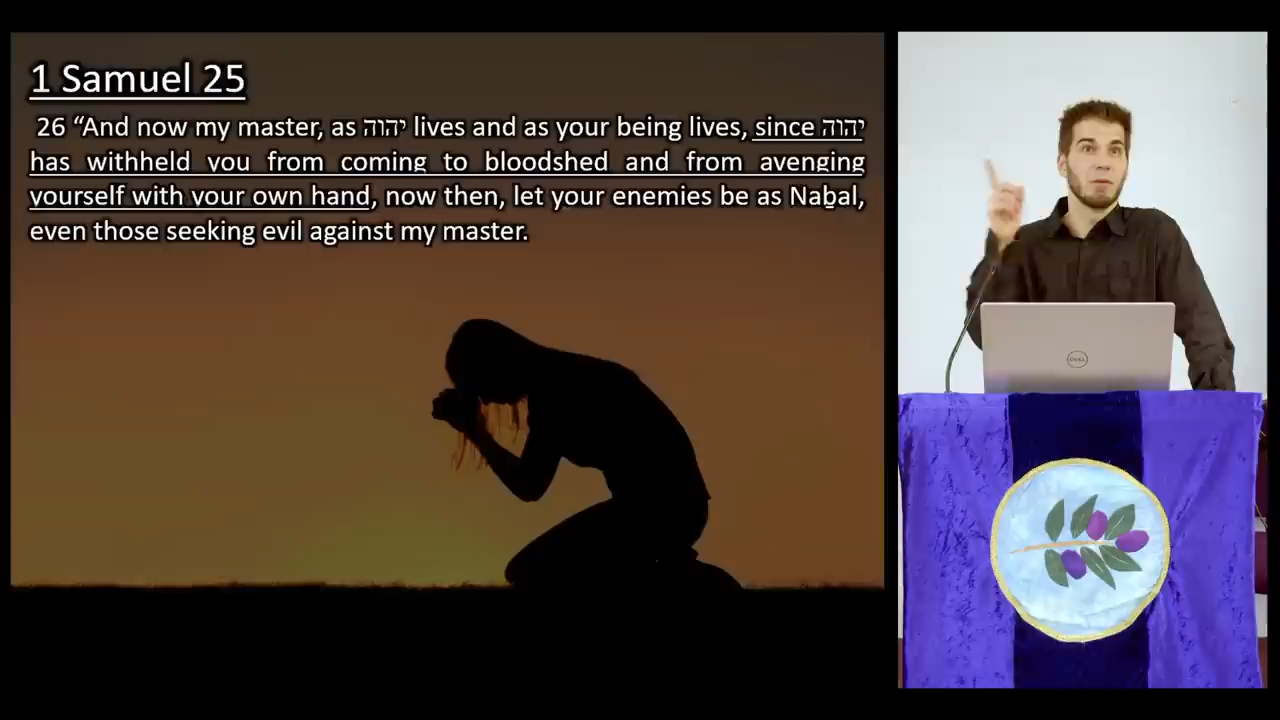 1 Samuel 25
26 “And now my master, as יהוה lives and as your being lives, since יהוה
has withheld you from coming to bloodshed and from avenging
yourself with your own hand, now then, let your enemies be as Naḇal,
even those seeking evil against my master.
DELL